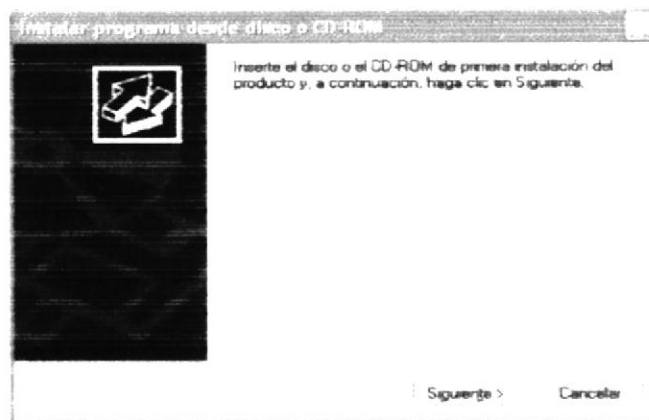 Instalar programa desde disco o CD-ROM
Inserte el disco o el CD-ROM de primera instalación del
producto y, a continuación, haga clic en Siguiente.
Siguiente >
Cancelar